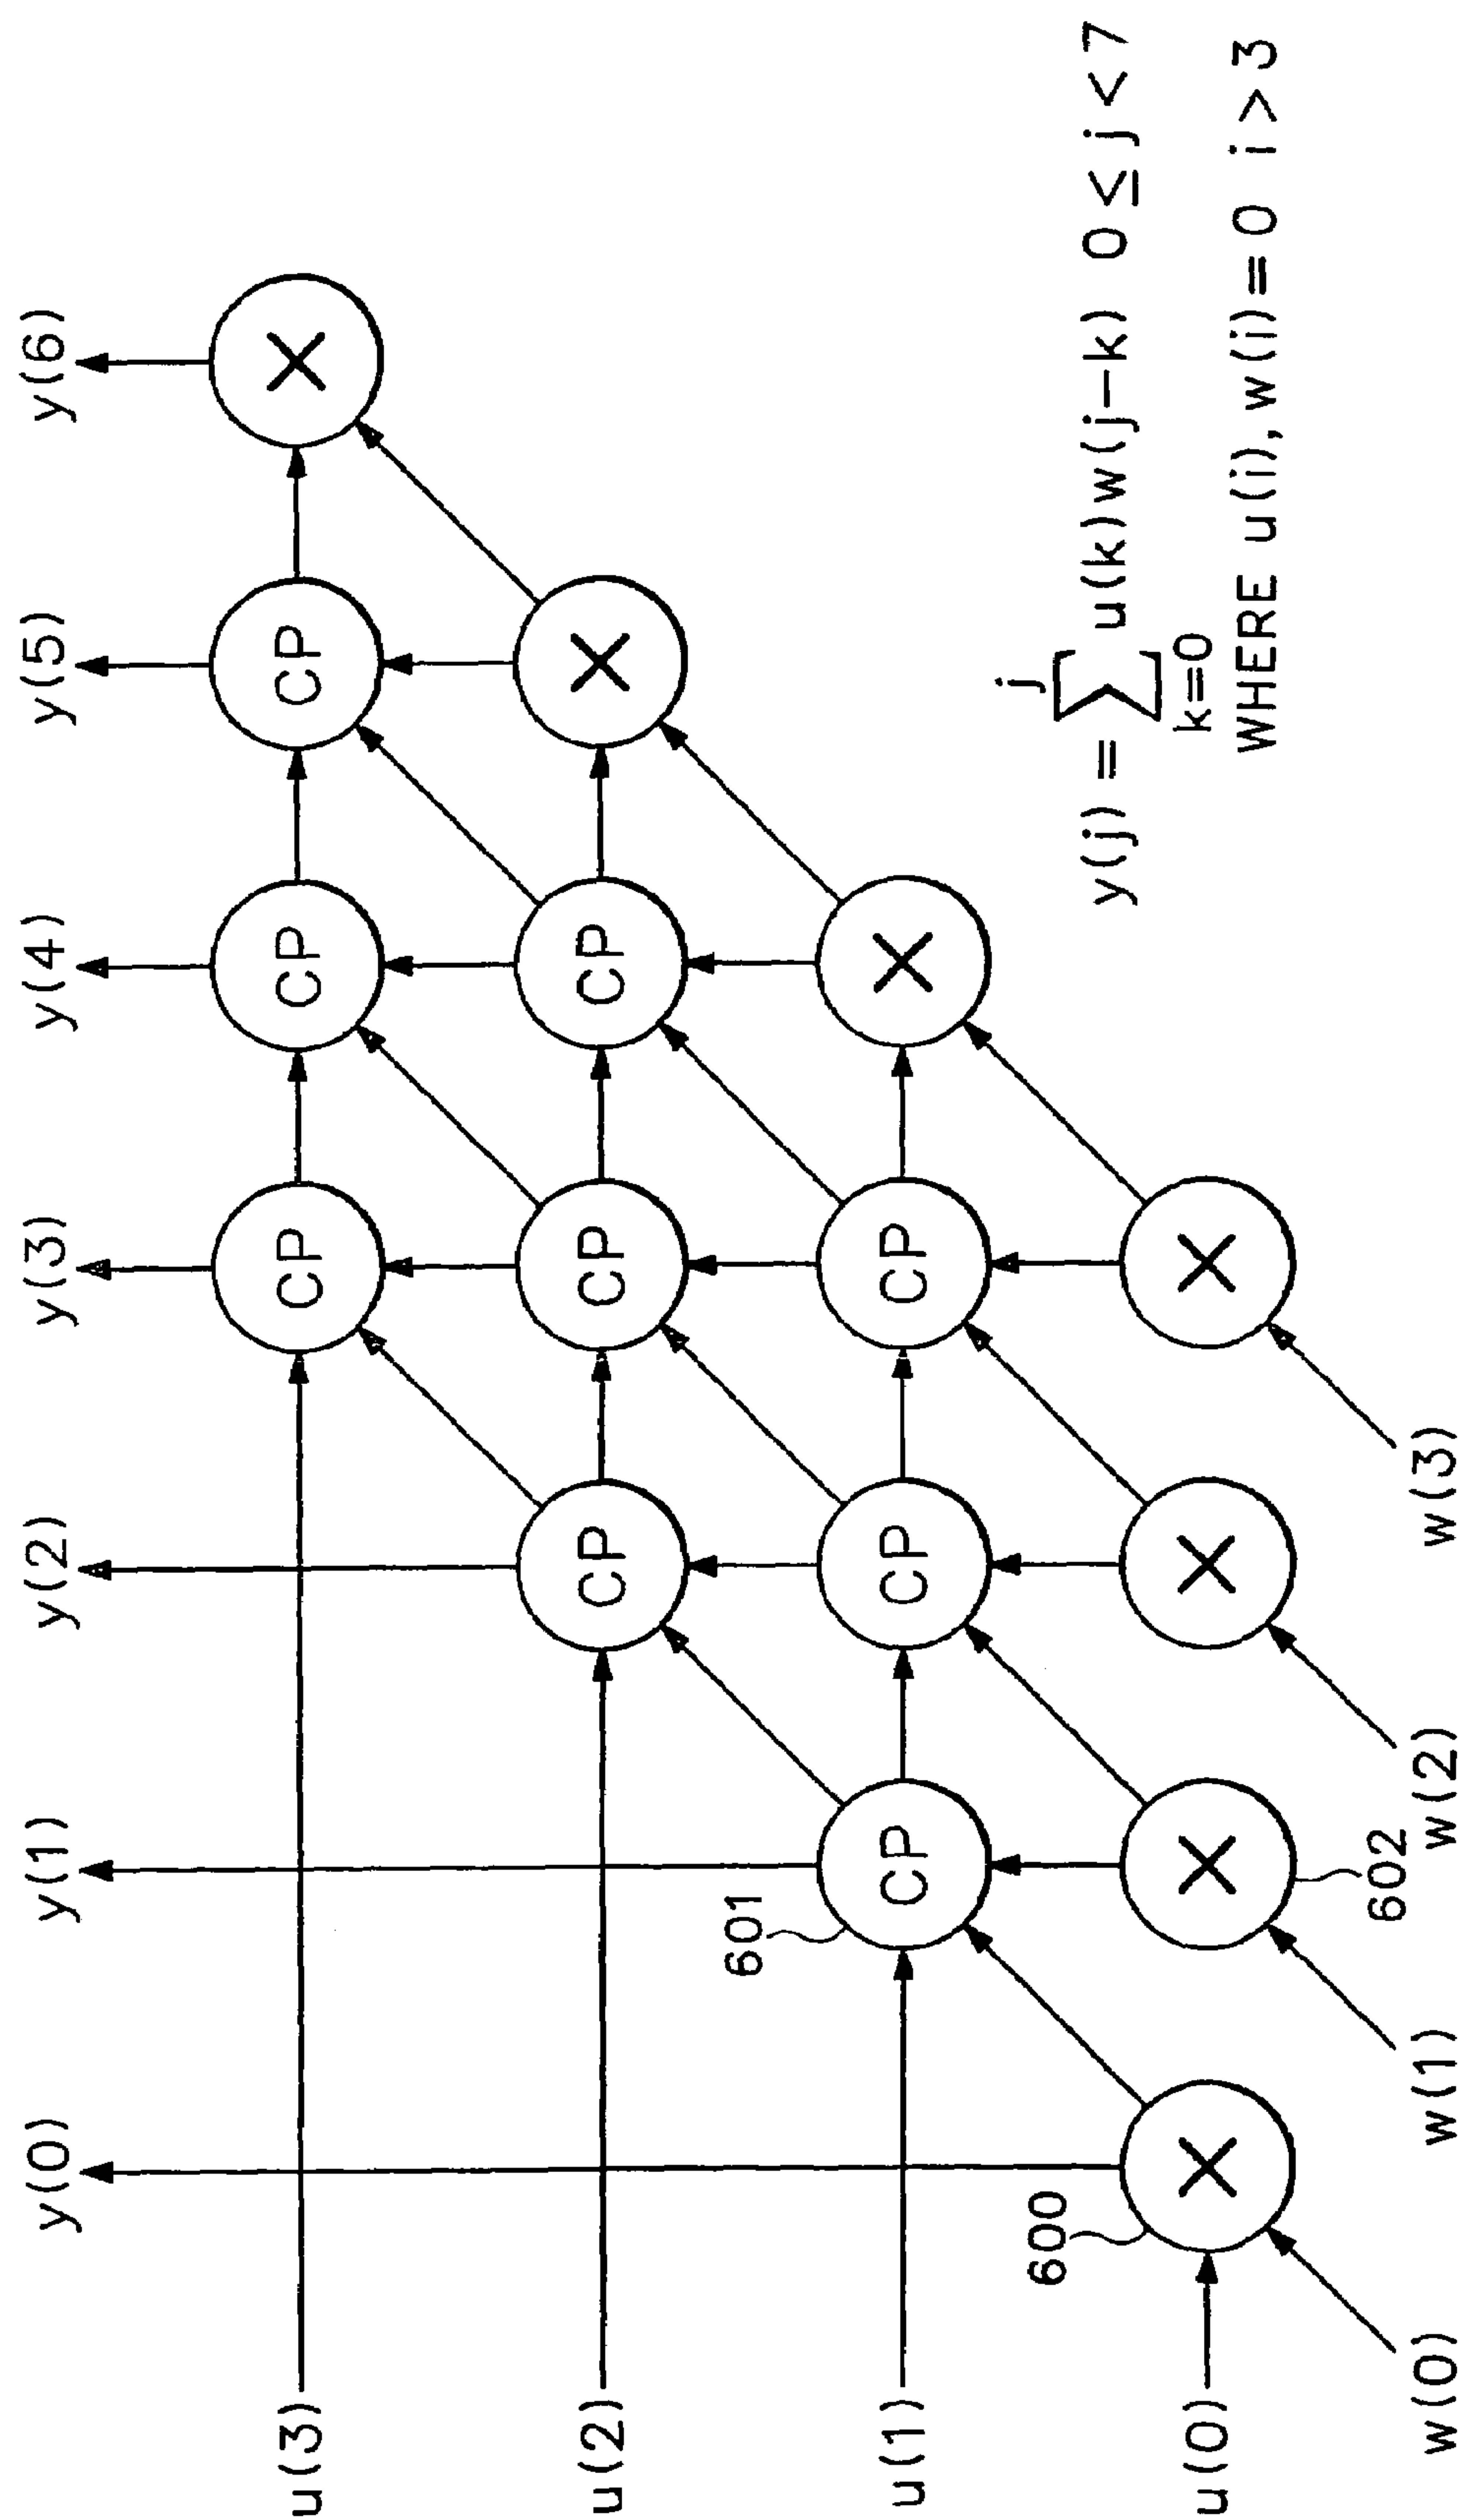 y(0) y(1) y(2) y(3) y(4) y(5) y(6)
u(3) CP CP CP ×
u(2) CP CP CP ×
601
u(1) CP CP CP ×
600
u(0) × × × ×
602
w(0) w(1) w(2) w(3)
y(j) = j ∑ k=0 u(k)w(j−k) 0≤j<7
WHERE u(i),w(i)=0 i>3